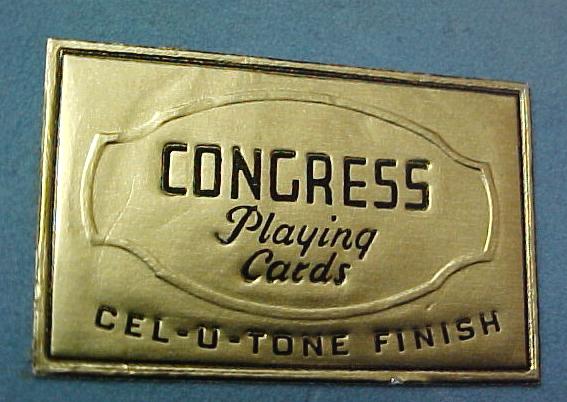 CONGRESS
Playing
Cards
CEL-U-TONE FINISH